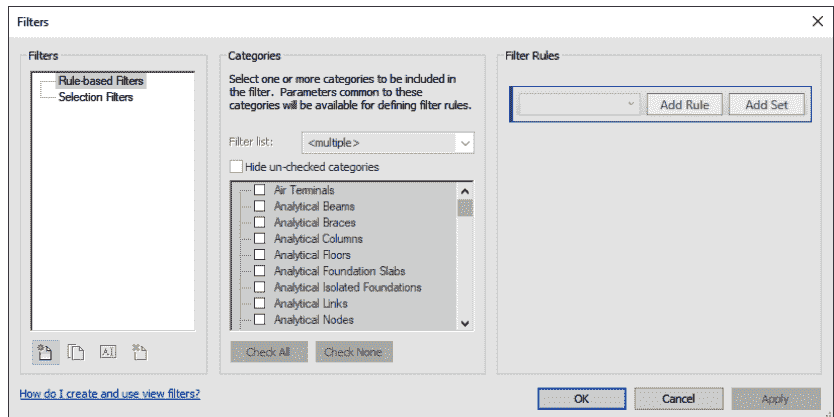 Filters
Filters
Rule-based Filters
Selection Filters
Categories
Select one or more categories to be included in
the filter. Parameters common to these
categories will be available for defining filter rules.
Filter list:
<multiple>
Hide un-checked categories
Air Terminals
Analytical Beams
Analytical Braces
Analytical Columns
Analytical Floors
Analytical Foundation Slabs
Analytical Isolated Foundations
Analytical Links
Analytical Nodes
Check All
Check None
Filter Rules
Add Rule
Add Set
How do I create and use view filters?
OK
Cancel
Apply